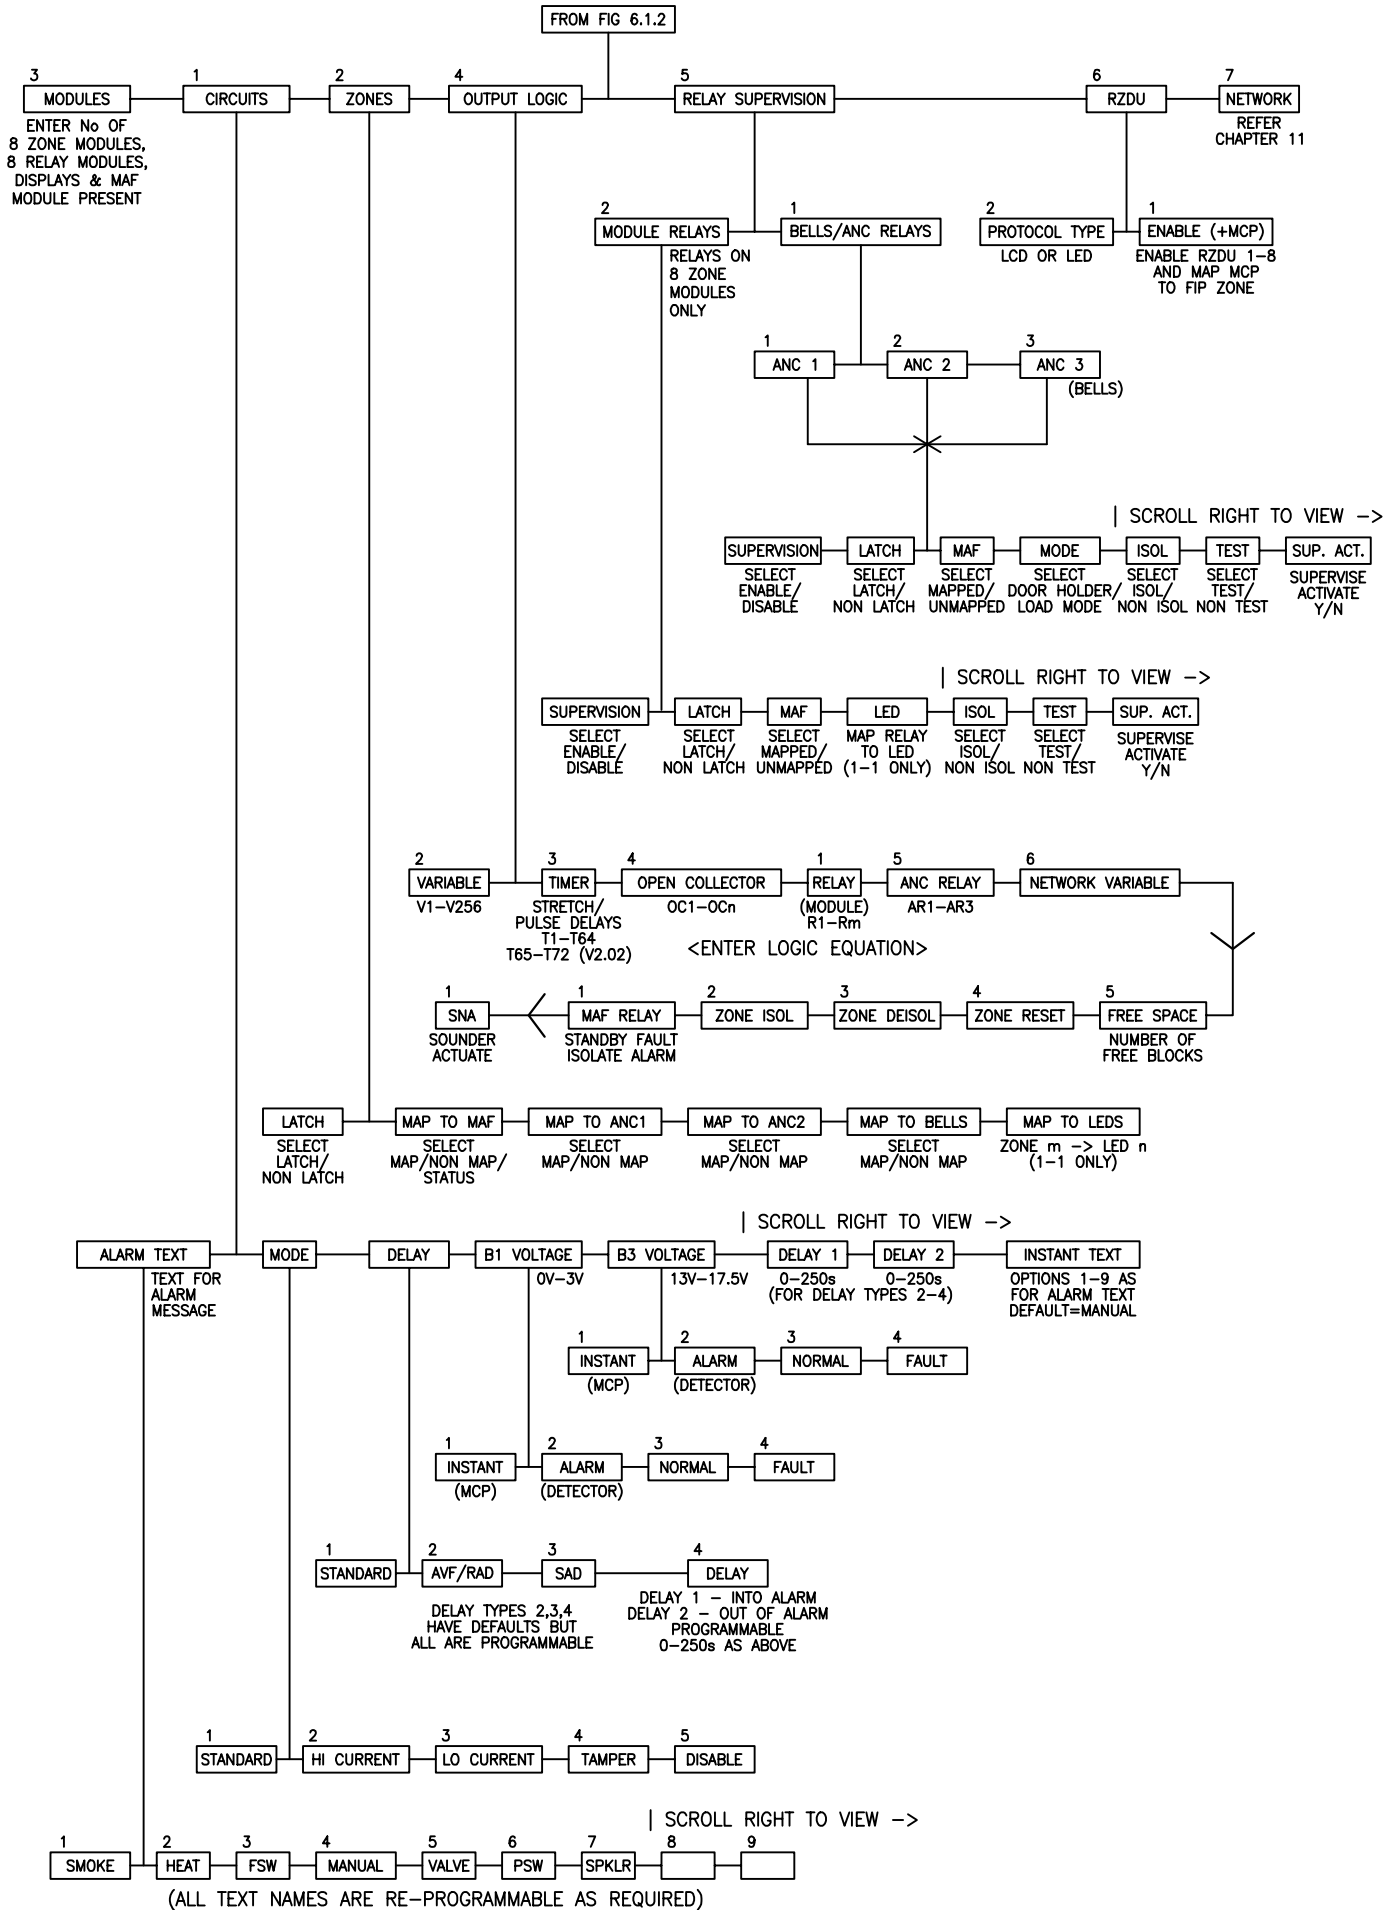 FROM FIG 6.1.2
3 1 2 4 5 6 7
MODULES CIRCUITS ZONES OUTPUT LOGIC RELAY SUPERVISION RZDU NETWORK
ENTER No OF
8 ZONE MODULES,
8 RELAY MODULES,
DISPLAYS & MAF
MODULE PRESENT
REFER
CHAPTER 11
2 1 2 1
MODULE RELAYS BELLS/ANC RELAYS PROTOCOL TYPE ENABLE (+MCP)
RELAYS ON
8 ZONE
MODULES
ONLY
LCD OR LED
ENABLE RZDU 1-8
AND MAP MCP
TO FIP ZONE
1 2 3
ANC 1 ANC 2 ANC 3
(BELLS)
| SCROLL RIGHT TO VIEW ->
SUPERVISION LATCH MAF MODE ISOL TEST SUP. ACT.
SELECT
ENABLE/
DISABLE
SELECT
LATCH/
NON LATCH
SELECT
MAPPED/
UNMAPPED
SELECT
DOOR HOLDER/
LOAD MODE
SELECT
ISOL/
NON ISOL
SELECT
TEST/
NON TEST
SUPERVISE
ACTIVATE
Y/N
| SCROLL RIGHT TO VIEW ->
SUPERVISION LATCH MAF LED ISOL TEST SUP. ACT.
SELECT
ENABLE/
DISABLE
SELECT
LATCH/
NON LATCH
SELECT
MAPPED/
UNMAPPED
MAP RELAY
TO LED
(1-1 ONLY)
SELECT
ISOL/
NON ISOL
SELECT
TEST/
NON TEST
SUPERVISE
ACTIVATE
Y/N
2 3 4 1 5 6
VARIABLE TIMER OPEN COLLECTOR RELAY ANC RELAY NETWORK VARIABLE
V1-V256
STRETCH/
PULSE DELAYS
T1-T64
T65-T72 (V2.02)
OC1-OCn
(MODULE)
R1-Rm
AR1-AR3
<ENTER LOGIC EQUATION>
1 1 2 3 4 5
SNA MAF RELAY ZONE ISOL ZONE DEISOL ZONE RESET FREE SPACE
SOUNDER
ACTUATE
STANDBY FAULT
ISOLATE ALARM
NUMBER OF
FREE BLOCKS
LATCH MAP TO MAF MAP TO ANC1 MAP TO ANC2 MAP TO BELLS MAP TO LEDS
SELECT
LATCH/
NON LATCH
SELECT
MAP/NON MAP/
STATUS
SELECT
MAP/NON MAP
SELECT
MAP/NON MAP
SELECT
MAP/NON MAP
ZONE m -> LED n
(1-1 ONLY)
| SCROLL RIGHT TO VIEW ->
ALARM TEXT MODE DELAY B1 VOLTAGE B3 VOLTAGE DELAY 1 DELAY 2 INSTANT TEXT
TEXT FOR
ALARM
MESSAGE
0V-3V
13V-17.5V
0-250s 0-250s
(FOR DELAY TYPES 2-4)
OPTIONS 1-9 AS
FOR ALARM TEXT
DEFAULT=MANUAL
1 2 3 4
INSTANT ALARM NORMAL FAULT
(MCP) (DETECTOR)
1 2 3 4
INSTANT ALARM NORMAL FAULT
(MCP) (DETECTOR)
1 2 3 4
STANDARD AVF/RAD SAD DELAY
DELAY TYPES 2,3,4
HAVE DEFAULTS BUT
ALL ARE PROGRAMMABLE
DELAY 1 - INTO ALARM
DELAY 2 - OUT OF ALARM
PROGRAMMABLE
0-250s AS ABOVE
1 2 3 4 5
STANDARD HI CURRENT LO CURRENT TAMPER DISABLE
| SCROLL RIGHT TO VIEW ->
1 2 3 4 5 6 7 8 9
SMOKE HEAT FSW MANUAL VALVE PSW SPKLR
(ALL TEXT NAMES ARE RE-PROGRAMMABLE AS REQUIRED)